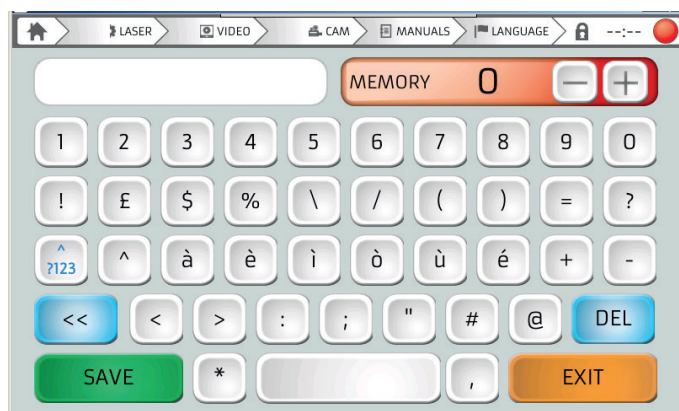 LASER VIDEO CAM MANUALS LANGUAGE --:--
MEMORY 0 - +
1 2 3 4 5 6 7 8 9 0
! £ $ % \ / ( ) = ?
^ ?123 ^ à è ì ò ù é + -
<< < > : ; " # @ DEL
SAVE * , EXIT